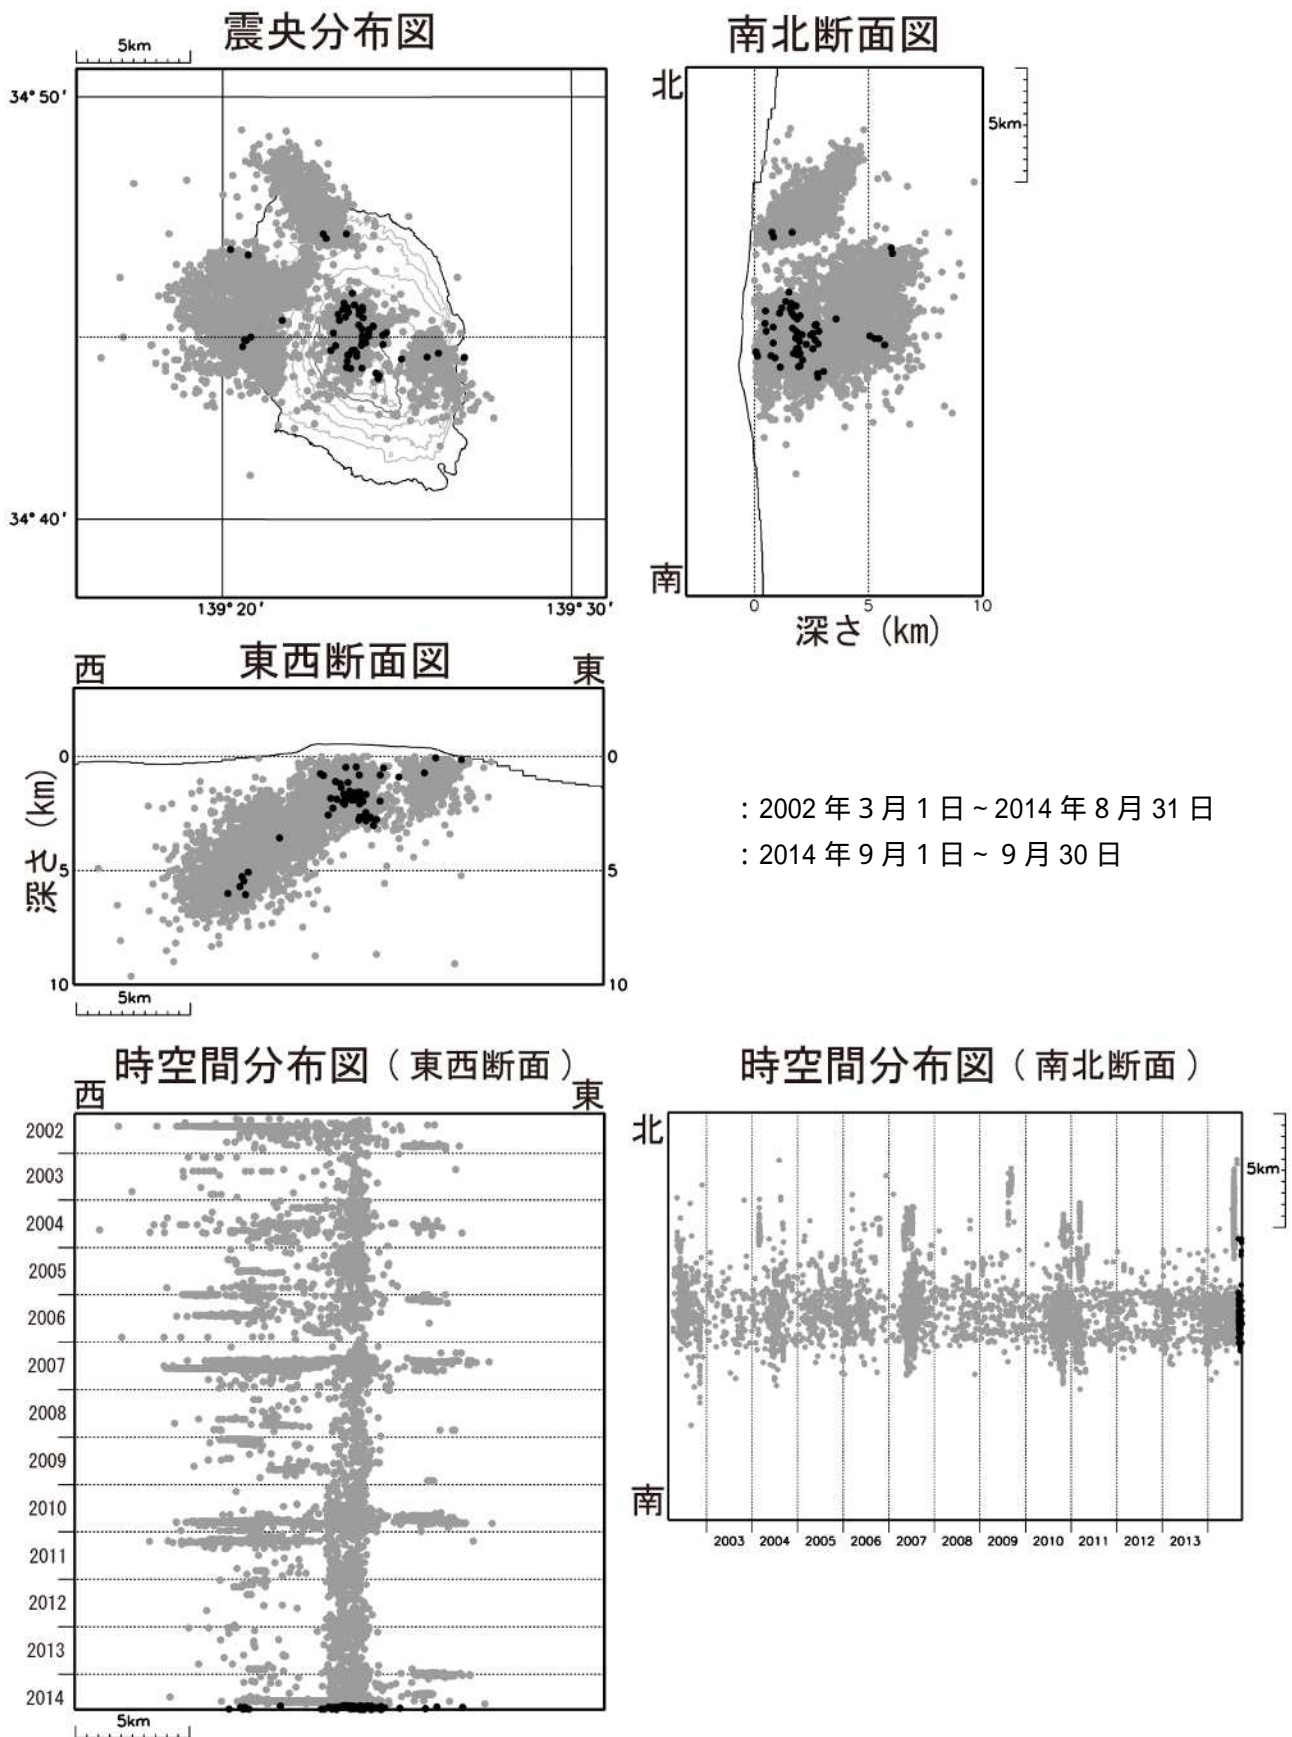 震央分布図
5km
34°50'
34°40'
139°20'
139°30'
南北断面図
北
南
5km
0
5
10
深さ (km)
東西断面図
西
東
0
5
10
0
5
10
深さ (km)
5km
: 2002 年 3 月 1 日 ~ 2014 年 8 月 31 日
: 2014 年 9 月 1 日 ~ 9 月 30 日
時空間分布図 (東西断面)
西
東
2002
2003
2004
2005
2006
2007
2008
2009
2010
2011
2012
2013
2014
5km
時空間分布図 (南北断面)
北
南
5km
2003 2004 2005 2006 2007 2008 2009 2010 2011 2012 2013